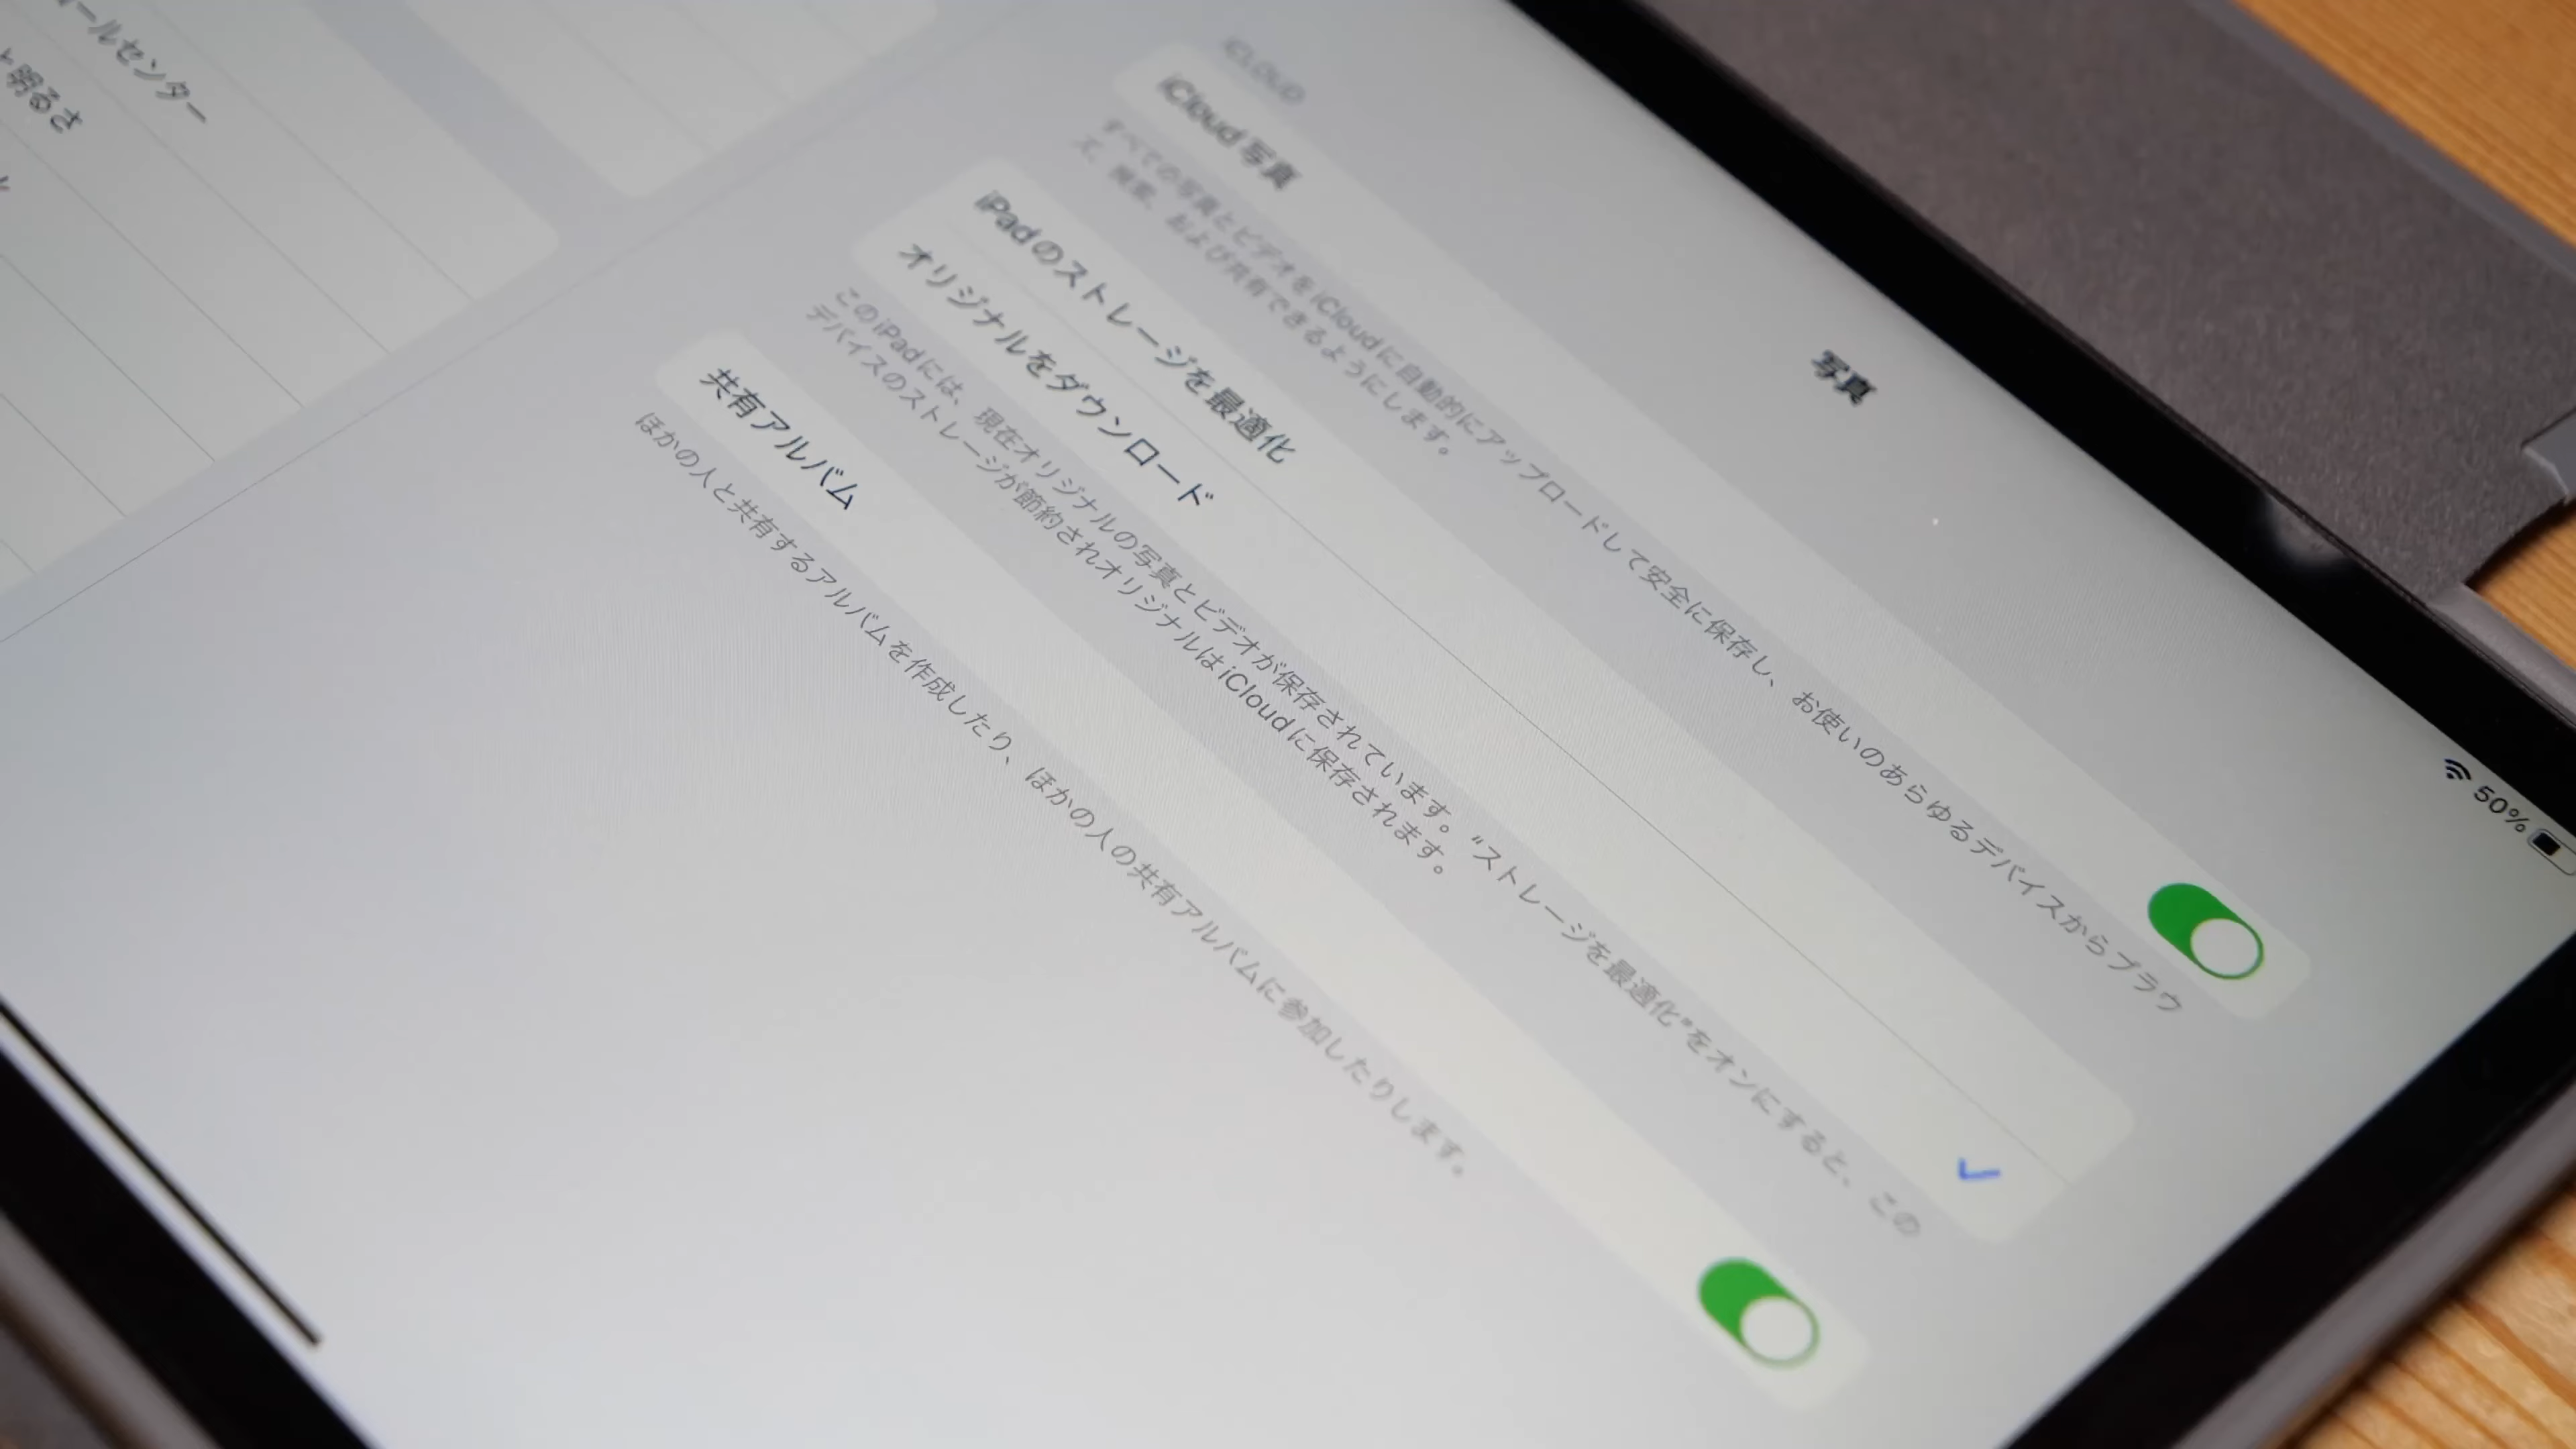 ールセンター
と明るさ
50%
写真
iCLOUD
iCloud写真
すべての写真とビデオをiCloudに自動的にアップロードして安全に保存し、お使いのあらゆるデバイスからブラウ
ズ、検索、および共有できるようにします。
iPadのストレージを最適化
オリジナルをダウンロード
このiPadには、現在オリジナルの写真とビデオが保存されています。“ストレージを最適化”をオンにすると、この
デバイスのストレージが節約されオリジナルはiCloudに保存されます。
共有アルバム
ほかの人と共有するアルバムを作成したり、ほかの人の共有アルバムに参加したりします。